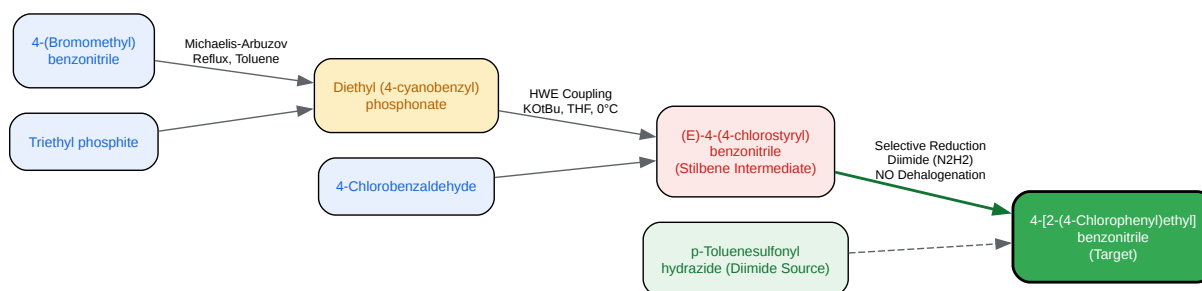 4-(Bromomethyl)
benzonitrile
Triethyl phosphite
Michaelis-Arbuzov
Reflux, Toluene
Diethyl (4-cyanobenzyl)
phosphonate
4-Chlorobenzaldehyde
HWE Coupling
KOtBu, THF, 0°C
(E)-4-(4-chlorostyryl)
benzonitrile
(Stilbene Intermediate)
p-Toluenesulfonyl
hydrazide (Diimide Source)
Selective Reduction
Diimide (N2H2)
NO Dehalogenation
4-[2-(4-Chlorophenyl)ethyl]
benzonitrile
(Target)